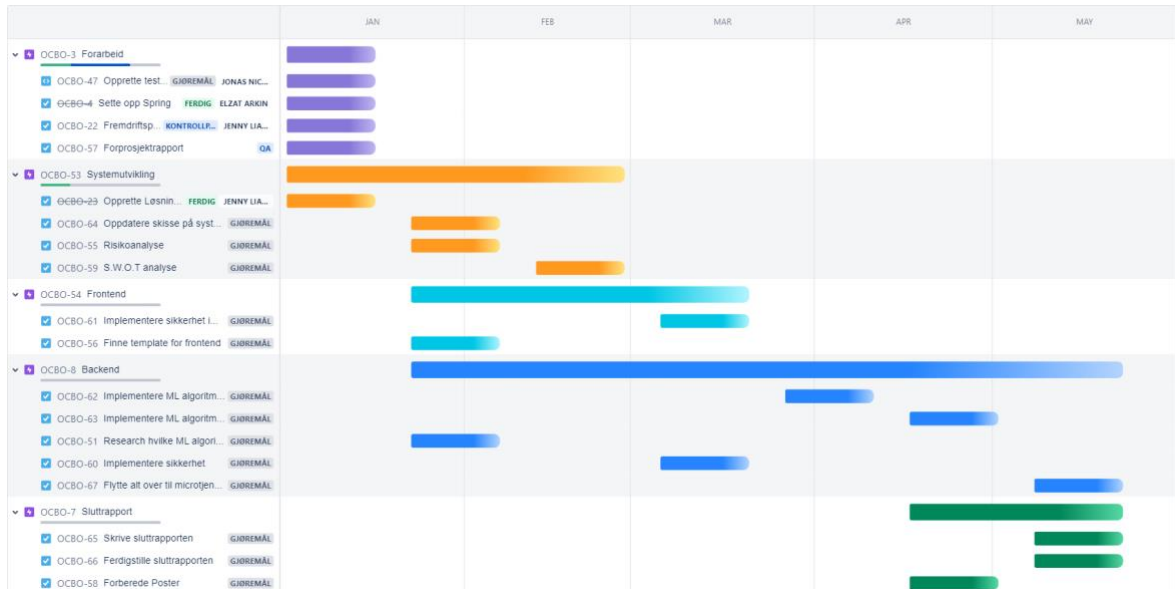 JAN FEB MAR APR MAY
OCBO-3 Forarbeid
OCBO-47 Opprette test... GJØREMÅL JONAS NIC...
OCBO-4 Sette opp Spring FERDIG ELZAT ARKIN
OCBO-22 Fremdriftsp... KONTROLLP... JENNY LIA...
OCBO-57 Forprosjektrapport QA
OCBO-53 Systemutvikling
OCBO-23 Opprette Løsnin... FERDIG JENNY LIA...
OCBO-64 Oppdatere skisse på syst... GJØREMÅL
OCBO-55 Risikoanalyse GJØREMÅL
OCBO-59 S.W.O.T analyse GJØREMÅL
OCBO-54 Frontend
OCBO-61 Implementere sikkerhet i... GJØREMÅL
OCBO-56 Finne template for frontend GJØREMÅL
OCBO-8 Backend
OCBO-62 Implementere ML algoritm... GJØREMÅL
OCBO-63 Implementere ML algoritm... GJØREMÅL
OCBO-51 Research hvilke ML algori... GJØREMÅL
OCBO-60 Implementere sikkerhet GJØREMÅL
OCBO-67 Flytte alt over til microtjen... GJØREMÅL
OCBO-7 Sluttrapport
OCBO-65 Skrive sluttrapporten GJØREMÅL
OCBO-66 Ferdigstille sluttrapporten GJØREMÅL
OCBO-58 Forberede Poster GJØREMÅL